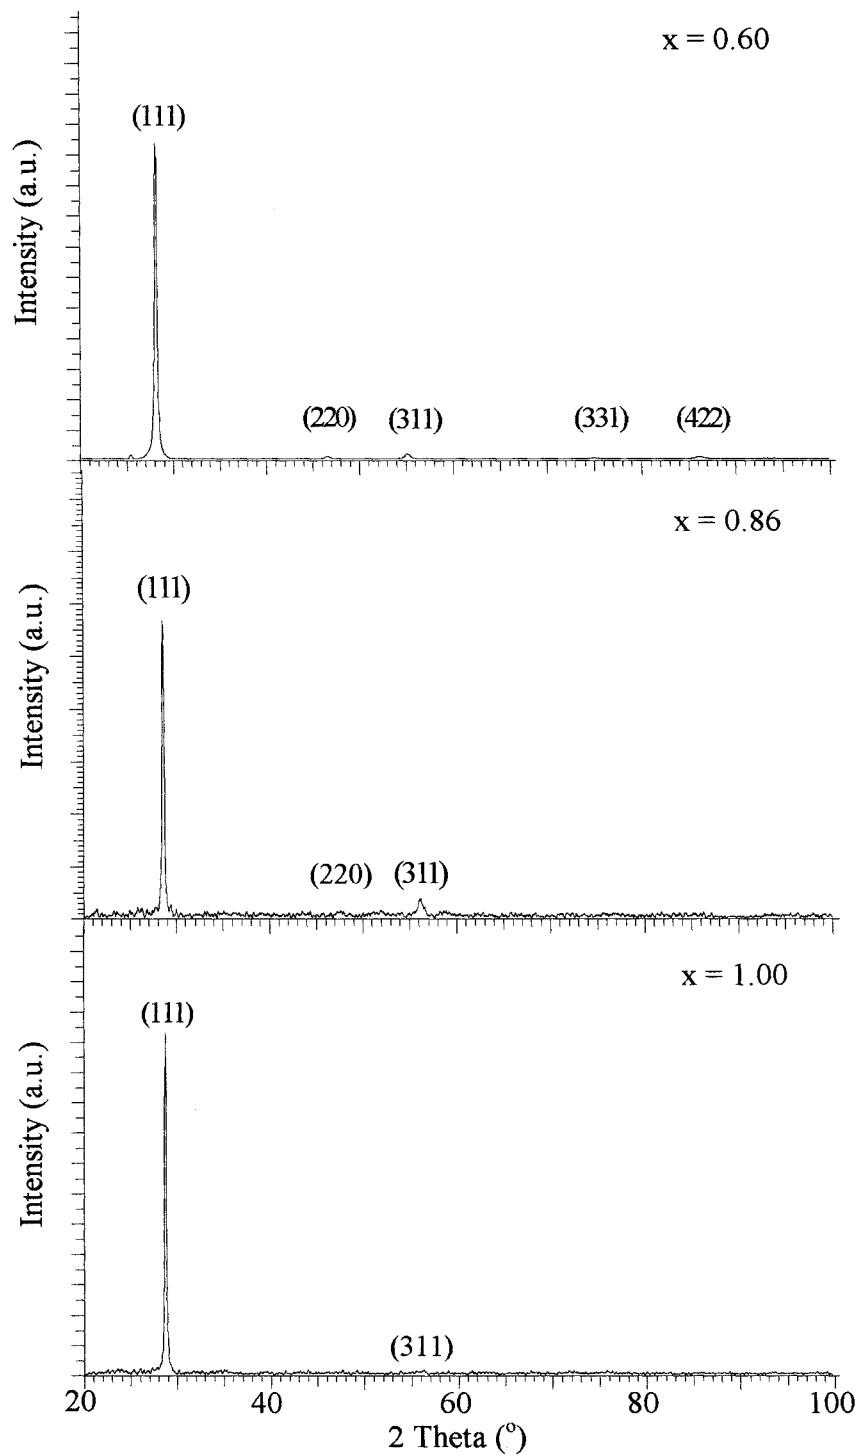 x = 0.60
(111)
Intensity (a.u.)
(220) (311) (331) (422)
x = 0.86
(111)
Intensity (a.u.)
(220) (311)
x = 1.00
(111)
Intensity (a.u.)
(311)
20 40 60 80 100
2 Theta (°)